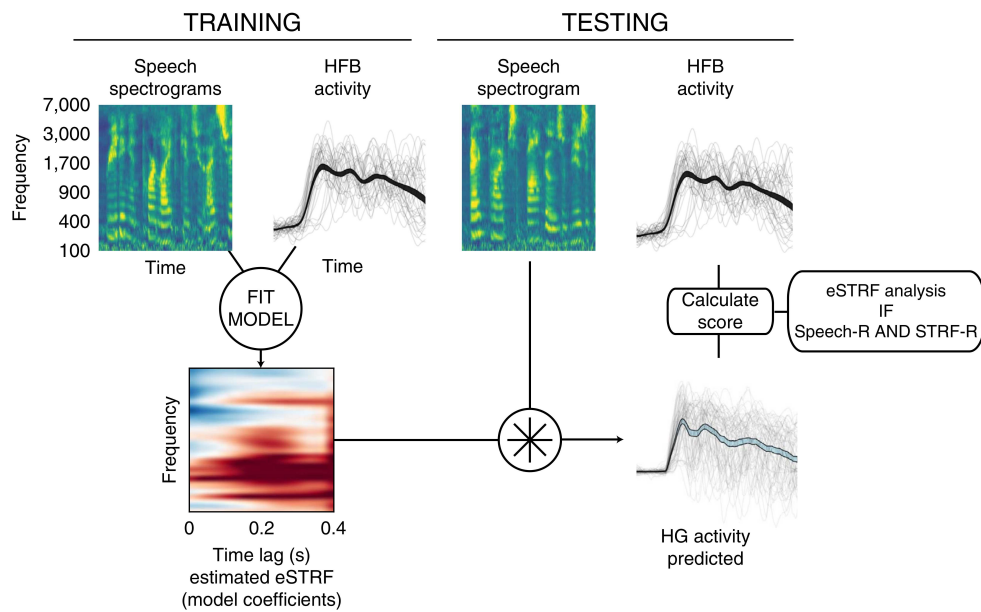 TRAINING
TESTING
Speech
spectrograms
HFB
activity
Speech
spectrogram
HFB
activity
Frequency
7,000
3,000
1,700
900
400
100
Time
Time
FIT
MODEL
Calculate
score
eSTRF analysis
IF
Speech-R AND STRF-R
Frequency
0
0.2
0.4
Time lag (s)
estimated eSTRF
(model coefficients)
HG activity
predicted